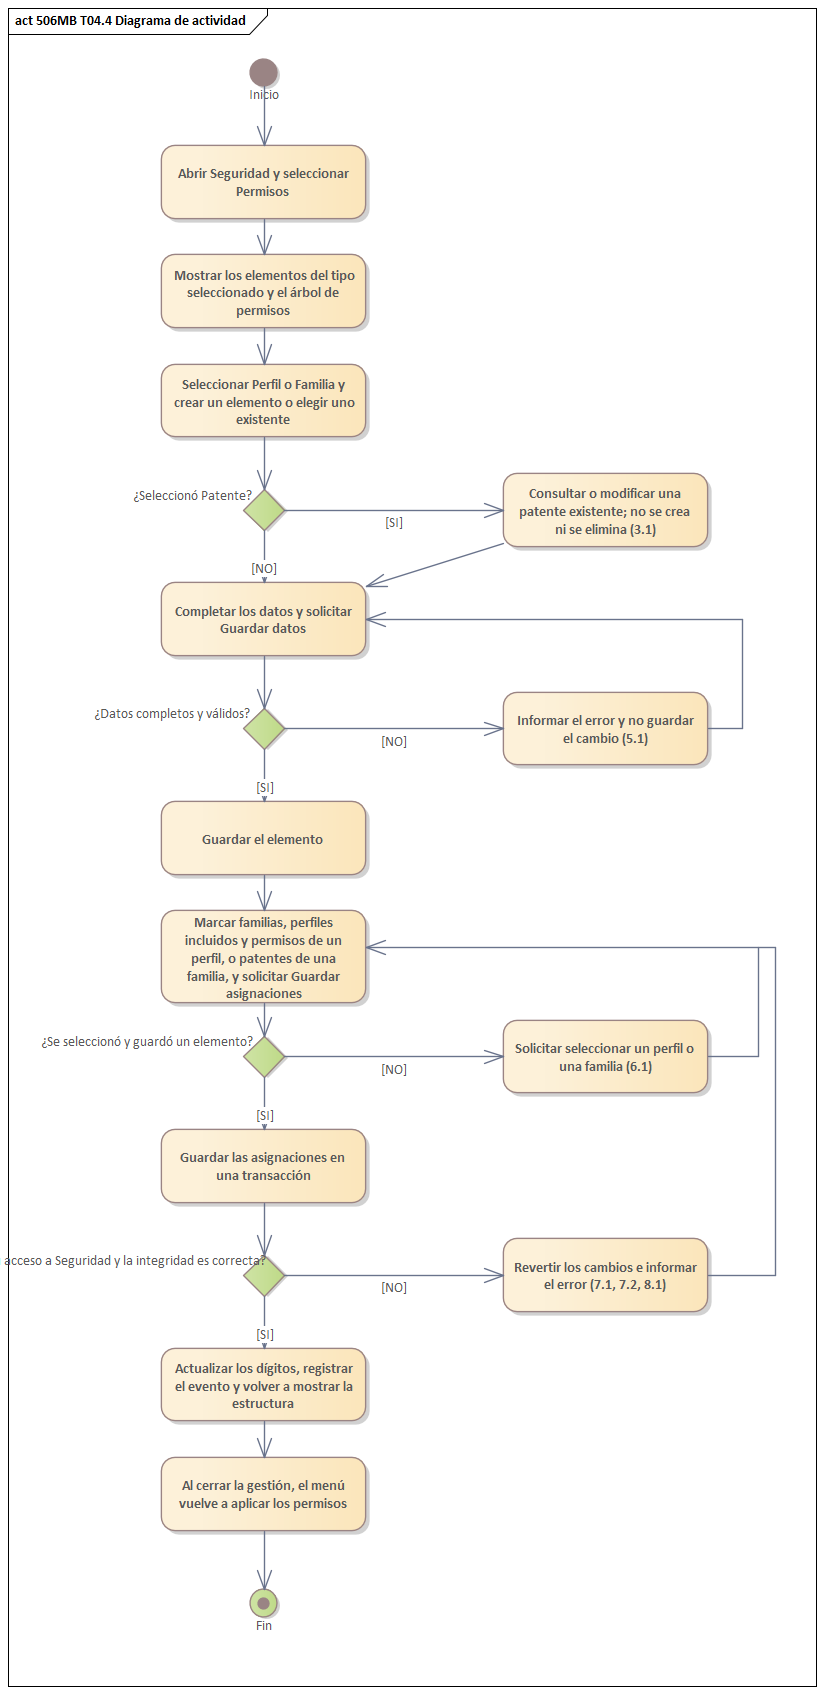 act 506MB T04.4 Diagrama de actividad
Inicio
Abrir Seguridad y seleccionar
Permisos
Mostrar los elementos del tipo
seleccionado y el árbol de
permisos
Seleccionar Perfil o Familia y
crear un elemento o elegir uno
existente
¿Seleccionó Patente?
[SI]
Consultar o modificar una
patente existente; no se crea
ni se elimina (3.1)
[NO]
Completar los datos y solicitar
Guardar datos
¿Datos completos y válidos?
[NO]
Informar el error y no guardar
el cambio (5.1)
[SI]
Guardar el elemento
Marcar familias, perfiles
incluidos y permisos de un
perfil, o patentes de una
familia, y solicitar Guardar
asignaciones
¿Se seleccionó y guardó un elemento?
[NO]
Solicitar seleccionar un perfil o
una familia (6.1)
[SI]
Guardar las asignaciones en
una transacción
acceso a Seguridad y la integridad es correcta?
[NO]
Revertir los cambios e informar
el error (7.1, 7.2, 8.1)
[SI]
Actualizar los dígitos, registrar
el evento y volver a mostrar la
estructura
Al cerrar la gestión, el menú
vuelve a aplicar los permisos
Fin